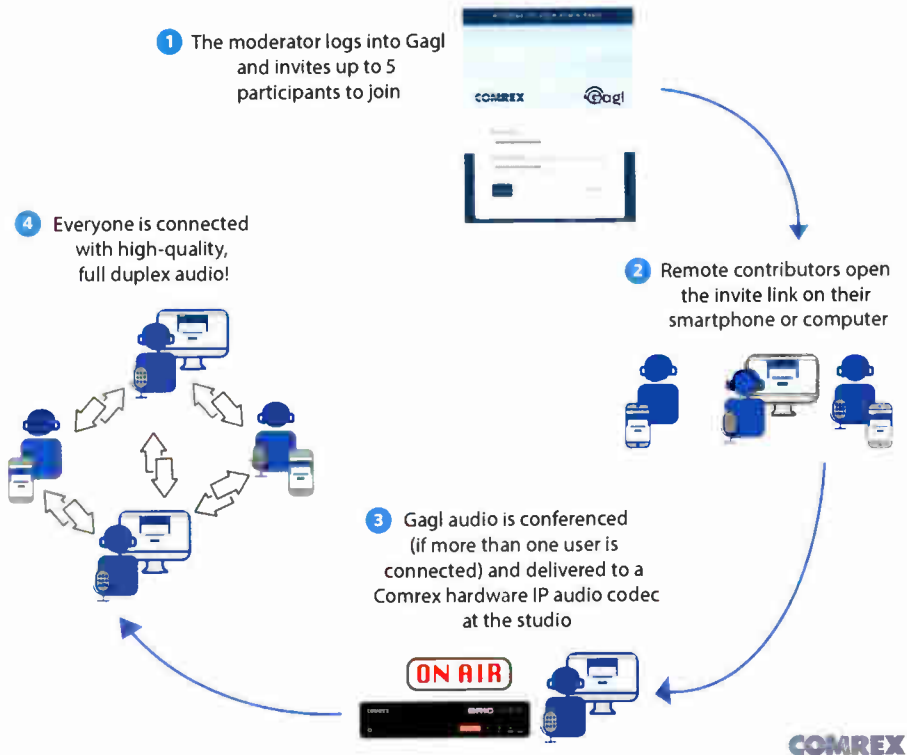 1 The moderator logs into Gagl
and invites up to 5
participants to join
COMREX Gagl
4 Everyone is connected
with high-quality,
full duplex audio!
2 Remote contributors open
the invite link on their
smartphone or computer
3 Gagl audio is conferenced
(if more than one user is
connected) and delivered to a
Comrex hardware IP audio codec
at the studio
ON AIR
COMREX BRIC
COMREX